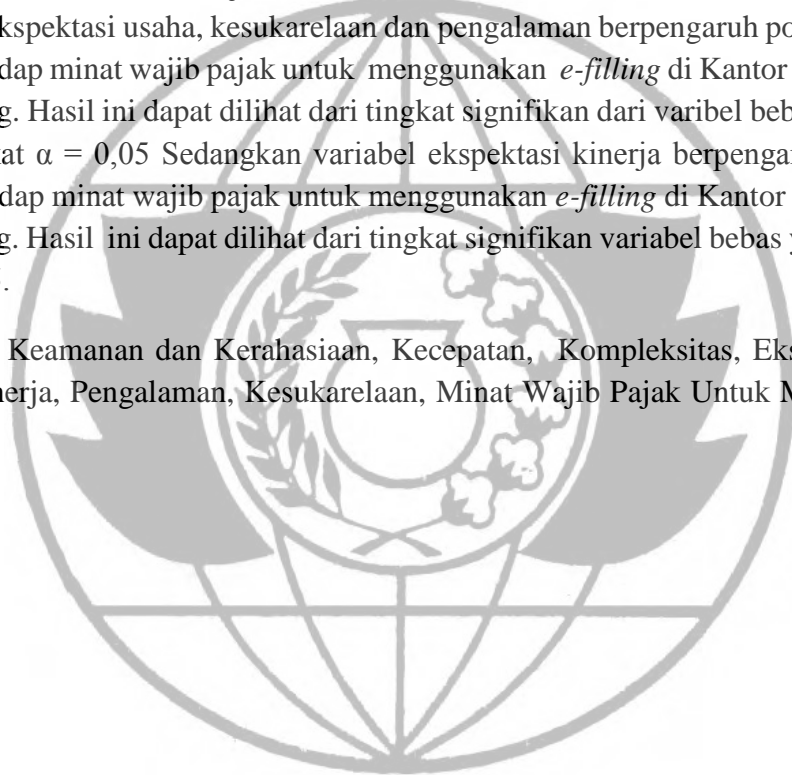 kspektasi usaha, kesukarelaan dan pengalaman berpengaruh po
dap minat wajib pajak untuk menggunakan e-filling di Kantor
g. Hasil ini dapat dilihat dari tingkat signifikan dari varibel beb
kat α = 0,05 Sedangkan variabel ekspektasi kinerja berpengar
dap minat wajib pajak untuk menggunakan e-filling di Kantor
g. Hasil ini dapat dilihat dari tingkat signifikan variabel bebas y
.
Keamanan dan Kerahasiaan, Kecepatan, Kompleksitas, Eks
nerja, Pengalaman, Kesukarelaan, Minat Wajib Pajak Untuk M